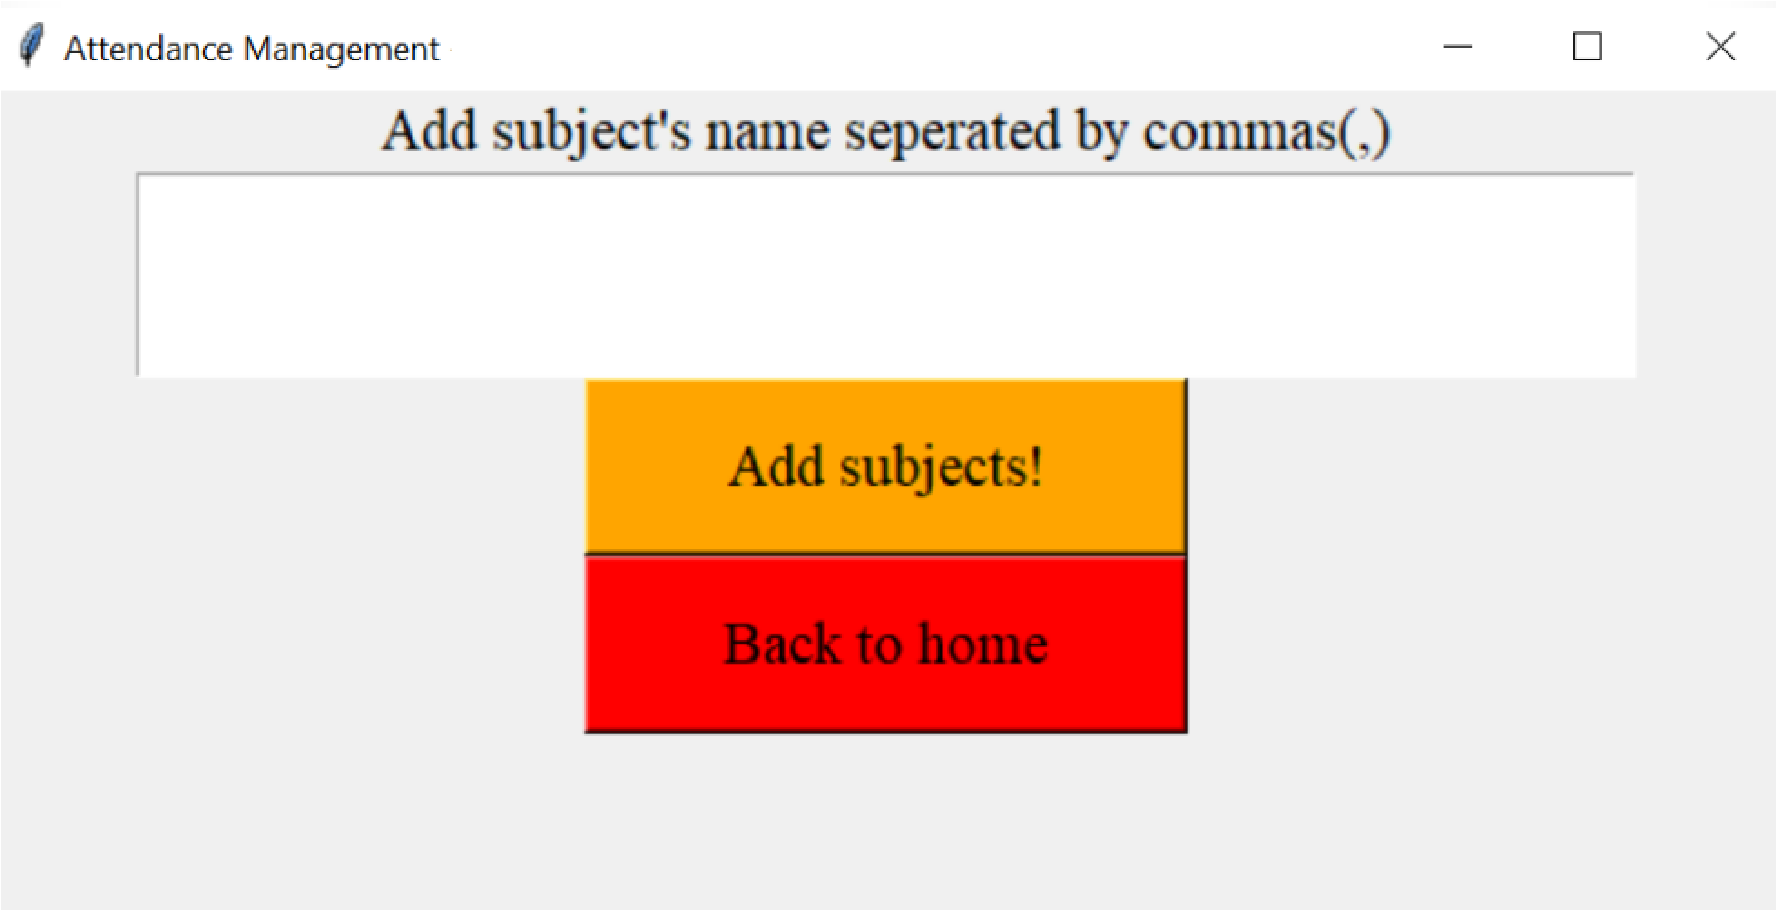 Attendance Management
Add subject's name seperated by commas(,)
Add subjects!
Back to home